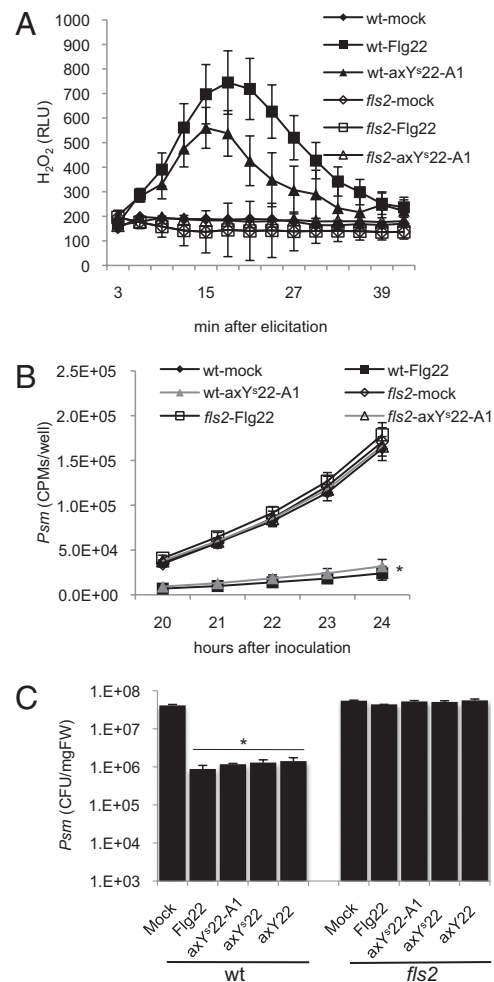 A
1000
900
800
700
600
500
400
300
200
100
0
H₂O₂ (RLU)
3 15 27 39
min after elicitation
wt-mock
wt-Flg22
wt-axYˢ22-A1
fls2-mock
fls2-Flg22
fls2-axYˢ22-A1
B
wt-mock wt-Flg22
wt-axYˢ22-A1 fls2-mock
fls2-Flg22 fls2-axYˢ22-A1
2.5E+05
2.0E+05
1.5E+05
1.0E+05
5.0E+04
0.0E+00
Psm (CPMs/well)
*
20 21 22 23 24
hours after inoculation
C
1.E+08
1.E+07
1.E+06
1.E+05
1.E+04
1.E+03
Psm (CFU/mgFW)
*
Mock Flg22 axYˢ22-A1 axYˢ22 axY22 Mock Flg22 axYˢ22-A1 axYˢ22 axY22
wt fls2